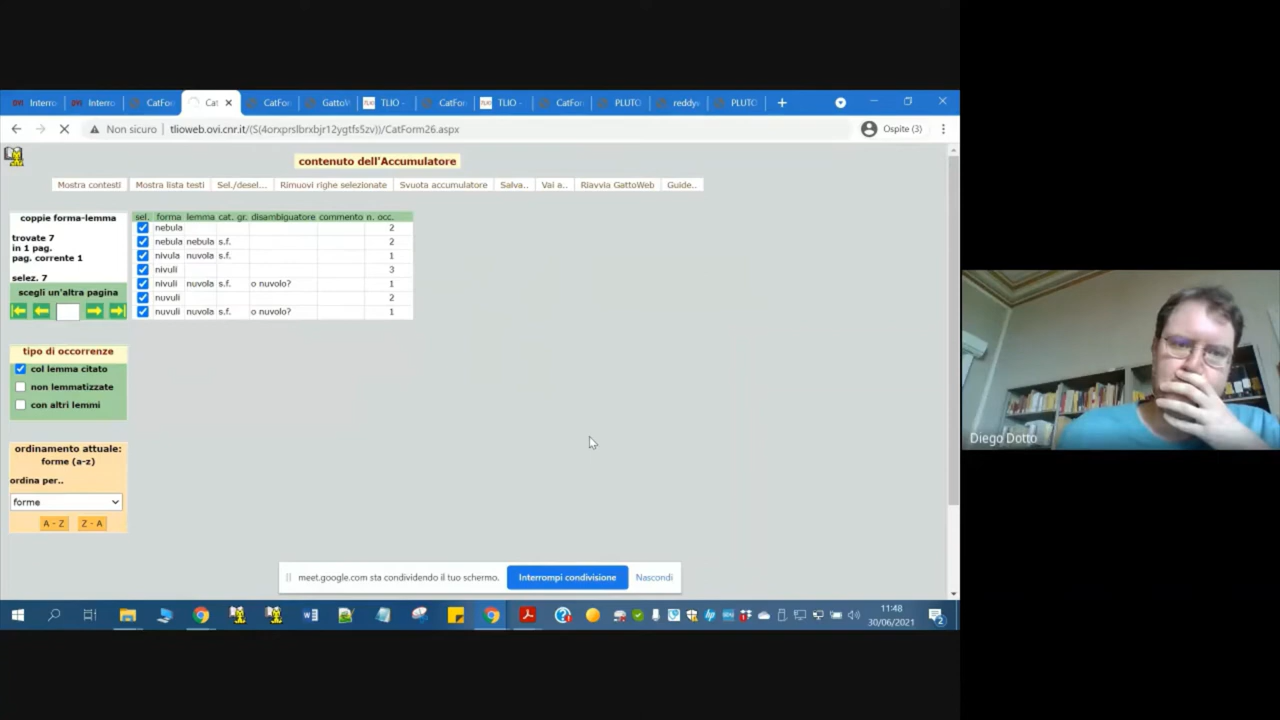 Interro
Interro
CatFor
Cat
CatFor
GattoW
TLIO -
CatFor
TLIO -
CatFor
PLUTO
reddy
PLUTO
Non sicuro
tlioweb.ovi.cnr.it/(S(4orxprslbrxbjr12ygtfs5zv))/CatForm26.aspx
Ospite (3)
contenuto dell'Accumulatore
Mostra contesti Mostra lista testi Sel./desel... Rimuovi righe selezionate Svuota accumulatore Salva.. Vai a.. Riavvia GattoWeb Guide..
coppie forma-lemma
trovate 7
in 1 pag.
pag. corrente 1
selez. 7
scegli un'altra pagina
sel. forma lemma cat. gr. disambiguatore commento n. occ.
nebula 2
nebula nebula s.f. 2
nivula nuvola s.f. 1
nivuli 3
nivuli nuvola s.f. o nuvolo? 1
nuvuli 2
nuvuli nuvola s.f. o nuvolo? 1
tipo di occorrenze
col lemma citato
non lemmatizzate
con altri lemmi
ordinamento attuale:
forme (a-z)
ordina per..
forme
A - Z Z - A
meet.google.com sta condividendo il tuo schermo. Interrompi condivisione Nascondi
11:48
30/06/2021
2
Diego Dotto